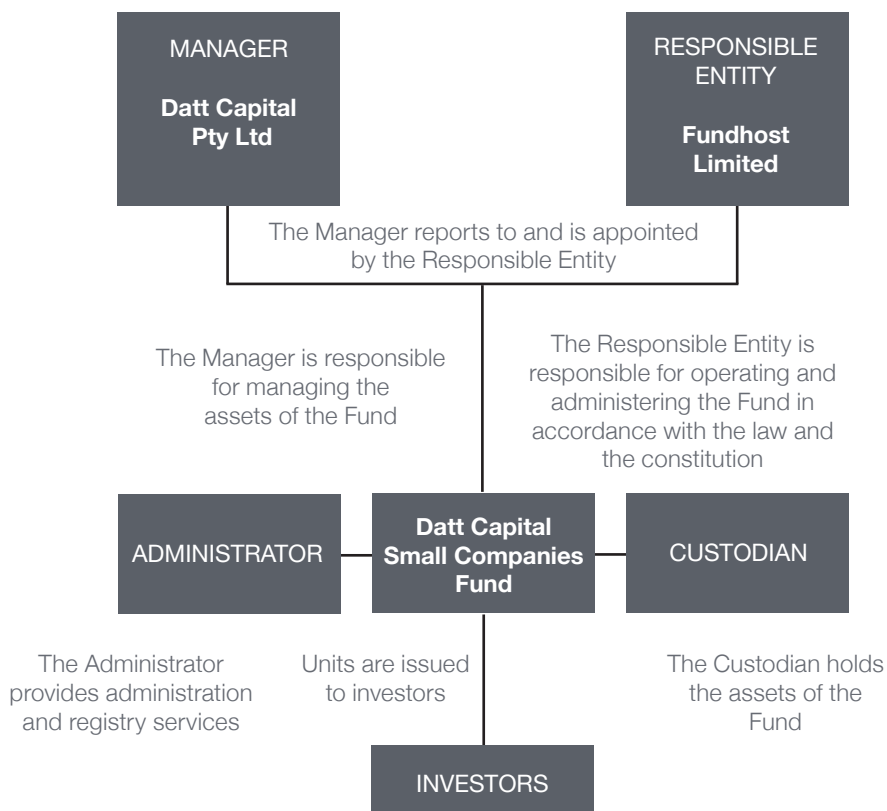 MANAGER
Datt Capital
Pty Ltd
RESPONSIBLE
ENTITY
Fundhost
Limited
The Manager reports to and is appointed
by the Responsible Entity
The Manager is responsible
for managing the
assets of the Fund
The Responsible Entity is
responsible for operating and
administering the Fund in
accordance with the law and
the constitution
ADMINISTRATOR
Datt Capital
Small Companies
Fund
CUSTODIAN
The Administrator
provides administration
and registry services
Units are issued
to investors
The Custodian holds
the assets of the
Fund
INVESTORS